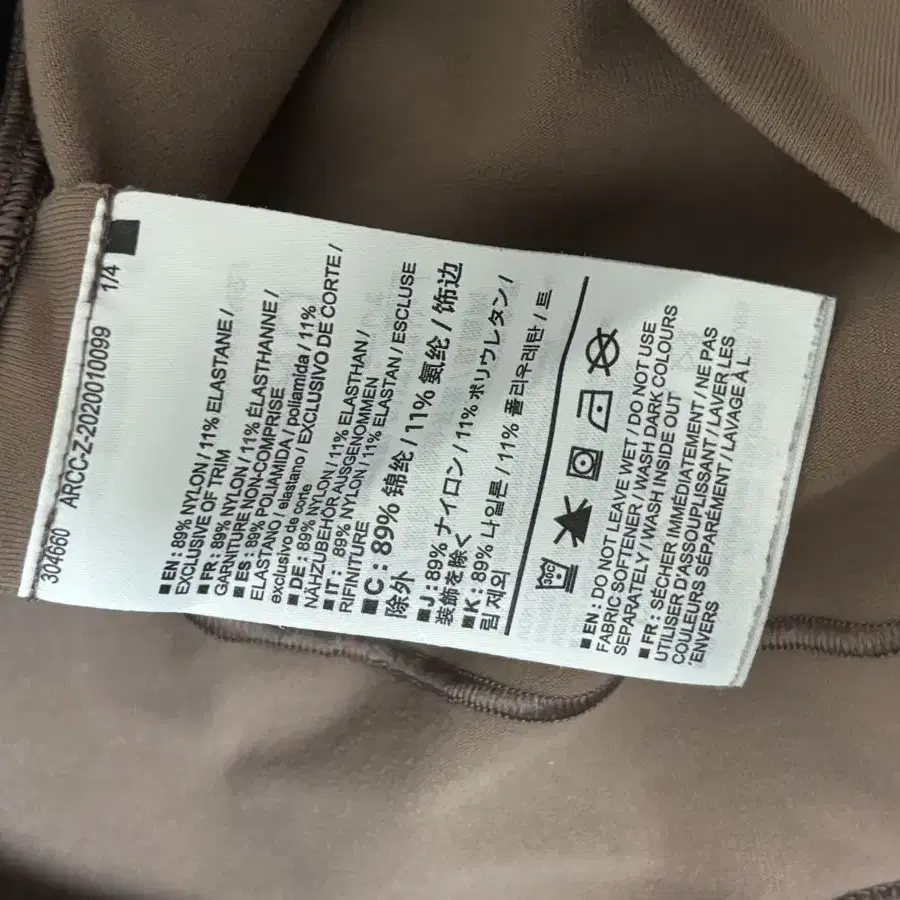 304660 ARCC-Z-2020010099 1/4
■EN : 89% NYLON / 11% ELASTANE /
EXCLUSIVE OF TRIM
■FR : 89% NYLON / 11% ÉLASTHANNE /
GARNITURE NON-COMPRISE
■ES : 89% POLIAMIDA / poliamida / 11%
ELASTANO / elastano / EXCLUSIVO DE CORTE /
exclusivo de corte
■DE : 89% NYLON / 11% ELASTHAN /
NÄHZUBEHÖR AUSGENOMMEN
■IT : 89% NYLON / 11% ELASTAN / ESCLUSE
RIFINITURE
■C : 89% 锦纶 / 11% 氨纶 / 饰边
除外
■J : 89% ナイロン / 11% ポリウレタン /
装飾を除く
■K : 89% 나일론 / 11% 폴리우레탄 / 트
림 제외
30C
■EN : DO NOT LEAVE WET / DO NOT USE
FABRIC SOFTENER / WASH DARK COLOURS
SEPARATELY / WASH INSIDE OUT
■FR : SÉCHER IMMÉDIATEMENT / NE PAS
UTILISER D'ASSOUPLISSANT / LAVER LES
COULEURS SÉPARÉMENT / LAVAGE À L
'ENVERS